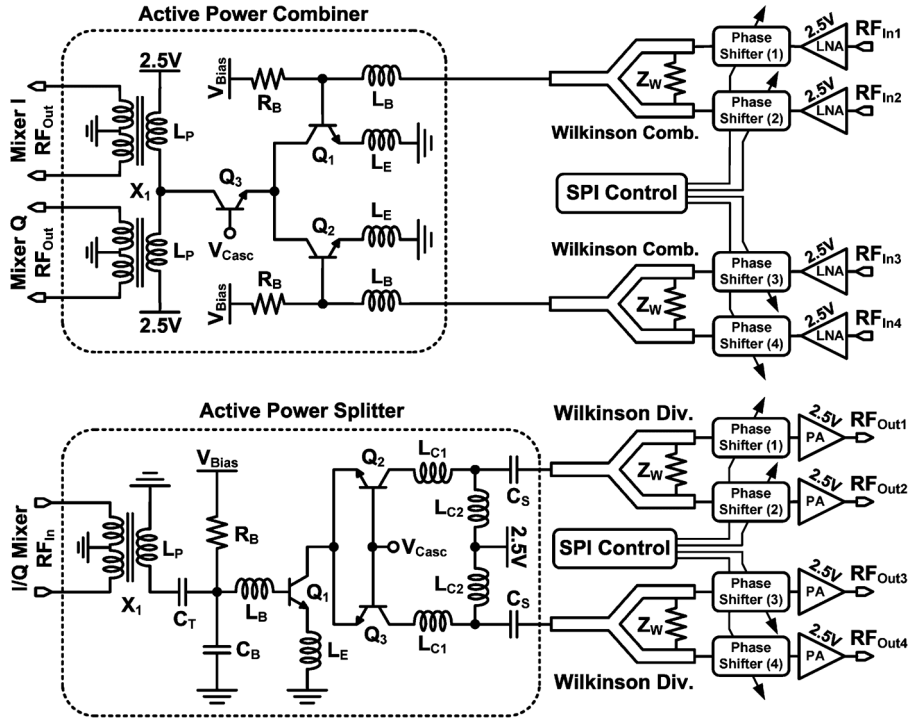 Active Power Combiner
2.5V
Mixer I
RFOut
LP
X1
Mixer Q
RFOut
LP
2.5V
VBias
RB
LB
Q1
LE
Q3
VCasc
Q2
LE
VBias
RB
LB
ZW
Wilkinson Comb.
Phase
Shifter (1)
2.5V
LNA
RFIn1
Phase
Shifter (2)
2.5V
LNA
RFIn2
SPI Control
Wilkinson Comb.
ZW
Phase
Shifter (3)
2.5V
LNA
RFIn3
Phase
Shifter (4)
2.5V
LNA
RFIn4
Active Power Splitter
I/Q Mixer
RFIn
X1
LP
CT
VBias
RB
CB
LB
Q1
LE
Q2
VCasc
Q3
LC1
LC2
CS
2.5V
LC2
LC1
CS
Wilkinson Div.
ZW
Phase
Shifter (1)
2.5V
PA
RFOut1
Phase
Shifter (2)
2.5V
PA
RFOut2
SPI Control
ZW
Wilkinson Div.
Phase
Shifter (3)
2.5V
PA
RFOut3
Phase
Shifter (4)
2.5V
PA
RFOut4